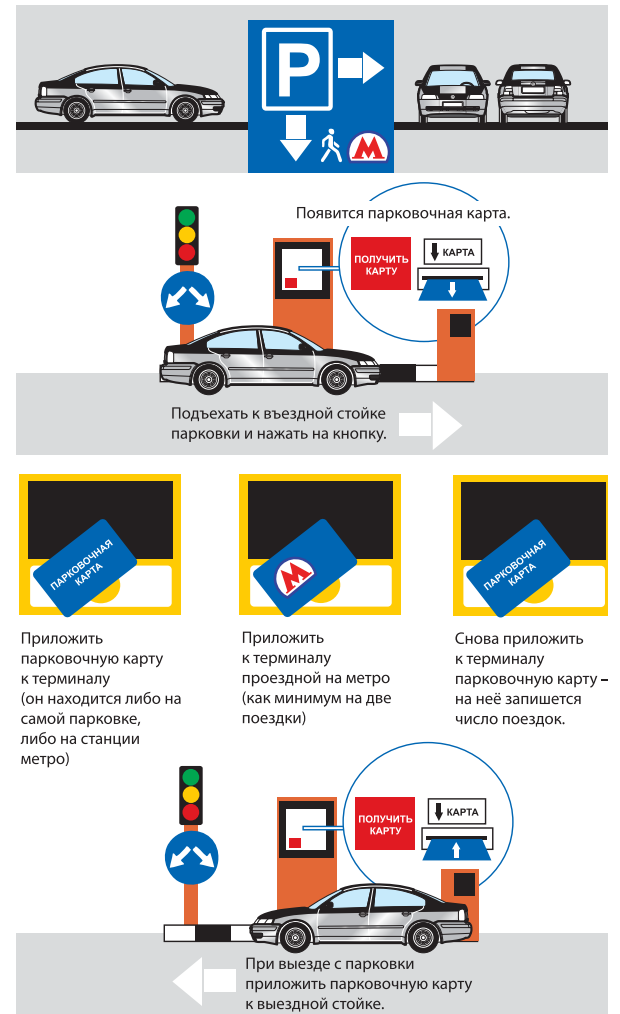 P
М
Появится парковочная карта.
ПОЛУЧИТЬ
КАРТУ
КАРТА
Подъехать к въездной стойке
парковки и нажать на кнопку.
ПАРКОВОЧНАЯ
КАРТА
М
ПАРКОВОЧНАЯ
КАРТА
Приложить
парковочную карту
к терминалу
(он находится либо на
самой парковке,
либо на станции
метро)
Приложить
к терминалу
проездной на метро
(как минимум на две
поездки)
Снова приложить
к терминалу
парковочную карту –
на неё запишется
число поездок.
ПОЛУЧИТЬ
КАРТУ
КАРТА
При выезде с парковки
приложить парковочную карту
к выездной стойке.